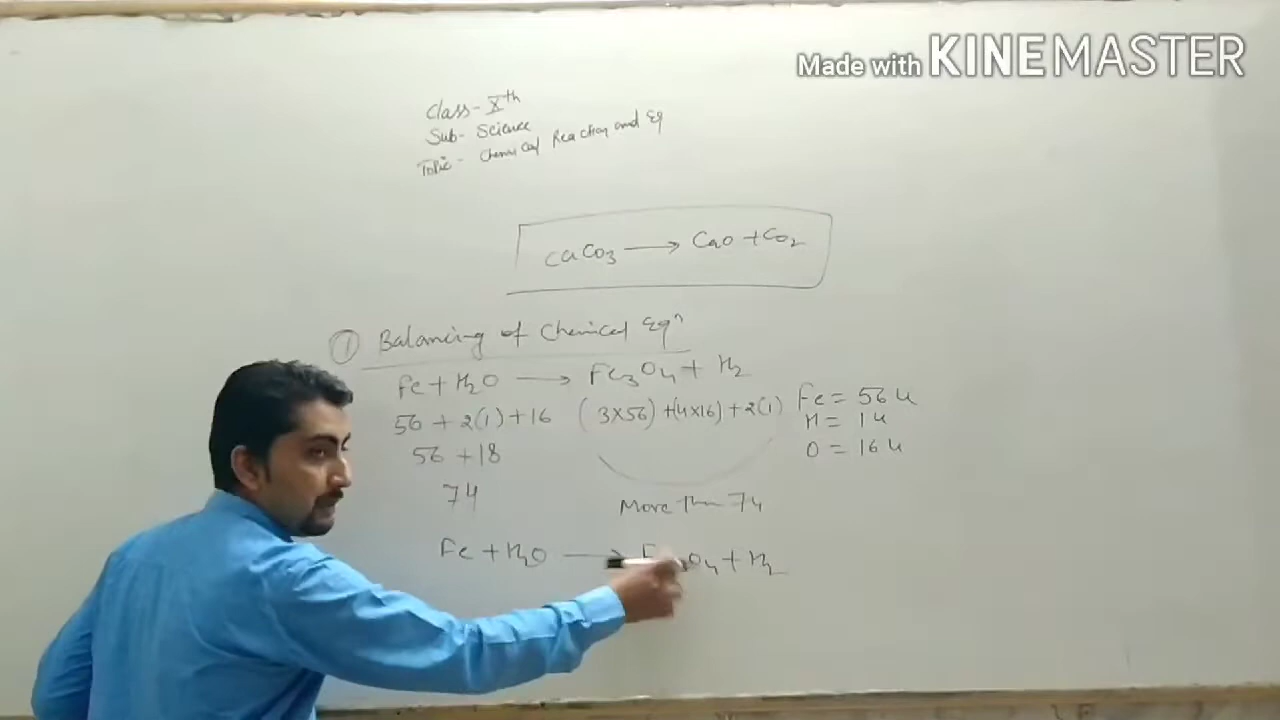 Made with KINEMASTER
Class - Xth
Sub - Science
Topic - Chemical Reaction and Eq
CaCO3 → CaO + CO2
① Balancing of Chemical Eqn
Fe + H2O → Fe3O4 + H2
56 + 2(1) + 16 (3X56) + (4X16) + 2(1)
56 + 18
74
More than 74
Fe = 56 u
H = 1 u
O = 16 u
Fe + H2O → O4 + H2